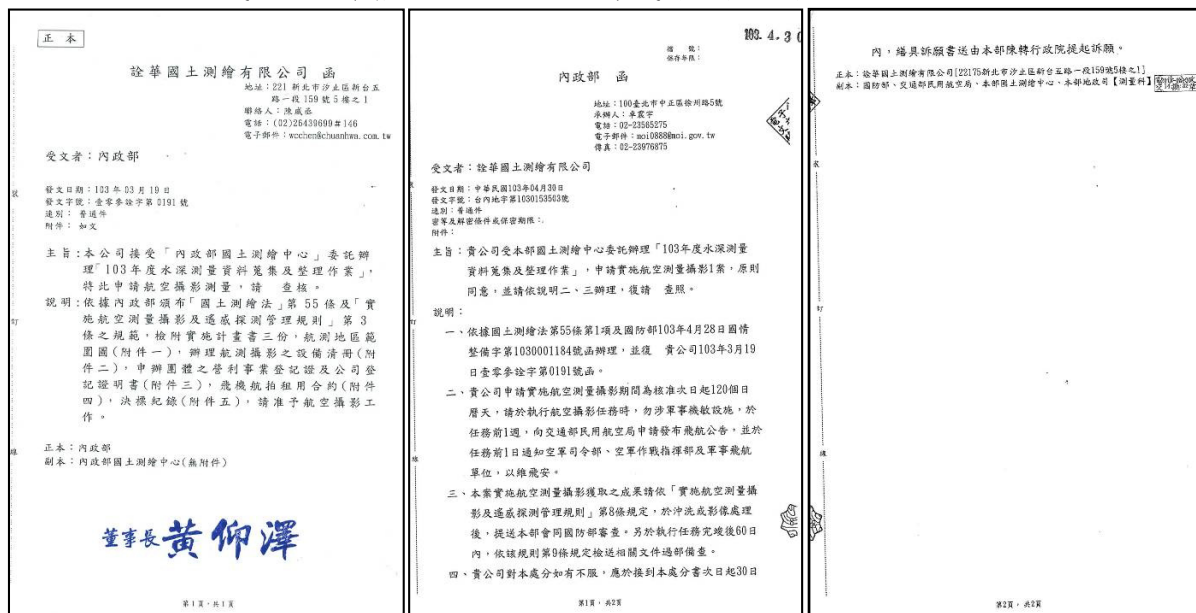 正 本
詮華國土測繪有限公司 函
地址：221 新北市汐止區新台五
路一段 159 號 5 樓之 1
聯絡人：陳威丞
電話：(02)26439699＃146
電子郵件：wcchen@chuanhwa.com.tw
受文者：內政部
發文日期：103 年 03 月 19 日
發文字號：壹零參詮字第 0191 號
速別： 普通件
附件： 如文
主旨：本公司接受「內政部國土測繪中心」委託辦
理「103年度水深測量資料蒐集及整理作業」，
特此申請航空攝影測量，請 查核。
說明：依據內政部頒布「國土測繪法」第 55 條及「實
施航空測量攝影及遙感探測管理規則」第 3
條之規範，檢附實施計畫書三份，航測地區範
圍圖(附件一)，辦理航測攝影之設備清冊(附
件二)，申辦團體之營利事業登記證及公司登
記證明書(附件三)，飛機航拍租用合約(附件
四)，決標紀錄(附件五)，請准予航空攝影工
作。
正本：內政部
副本：內政部國土測繪中心(無附件)
董事長 黃仰澤
第1頁，共1頁
裝
訂
線
103. 4. 30
檔 號：
保存年限：
內政部 函
地址：100臺北市中正區徐州路5號
承辦人：卓震宇
電話：02-23565275
電子郵件：moi0888@moi.gov.tw
傳真：02-23976875
受文者：詮華國土測繪有限公司
發文日期：中華民國103年04月30日
發文字號：台內地字第1030153503號
速別：普通件
密等及解密條件或保密期限：
附件：
主旨：貴公司受本部國土測繪中心委託辦理「103年度水深測量
資料蒐集及整理作業」，申請實施航空測量攝影1案，原則
同意，並請依說明二、三辦理，復請 查照。
說明：
一、依據國土測繪法第55條第1項及國防部103年4月28日國情
整備字第1030001184號函辦理，並復 貴公司103年3月19
日壹零參詮字第0191號函。
二、貴公司申請實施航空測量攝影期間為核准次日起120個日
曆天，請於執行航空攝影任務時，勿涉軍事機敏設施，於
任務前1週，向交通部民用航空局申請發布飛航公告，並於
任務前1日通知空軍司令部、空軍作戰指揮部及軍事飛航
單位，以維飛安。
三、本案實施航空測量攝影獲取之成果請依「實施航空測量攝
影及遙感探測管理規則」第8條規定，於沖洗或影像處理
後，提送本部會同國防部審查。另於執行任務完竣後60日
內，依該規則第9條規定檢送相關文件過部備查。
四、貴公司對本處分如有不服，應於接到本處分書次日起30日
第1頁，共2頁
裝
訂
線
內，繕具訴願書送由本部陳轉行政院提起訴願。
正本：詮華國土測繪有限公司[22175新北市汐止區新台五路一段159號5樓之1]
副本：國防部、交通部民用航空局、本部國土測繪中心、本部地政司【測量科】
裝
訂
線
第2頁，共2頁